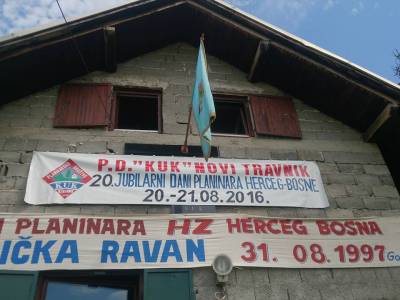 P.D. "KUK" NOVI TRAVNIK
20. JUBILARNI DANI PLANINARA HERCEG-BOSNE
20.-21.08.2016.
KUK
I PLANINARA HZ HERCEG BOSNA
IČKA RAVAN 31. 08. 1997